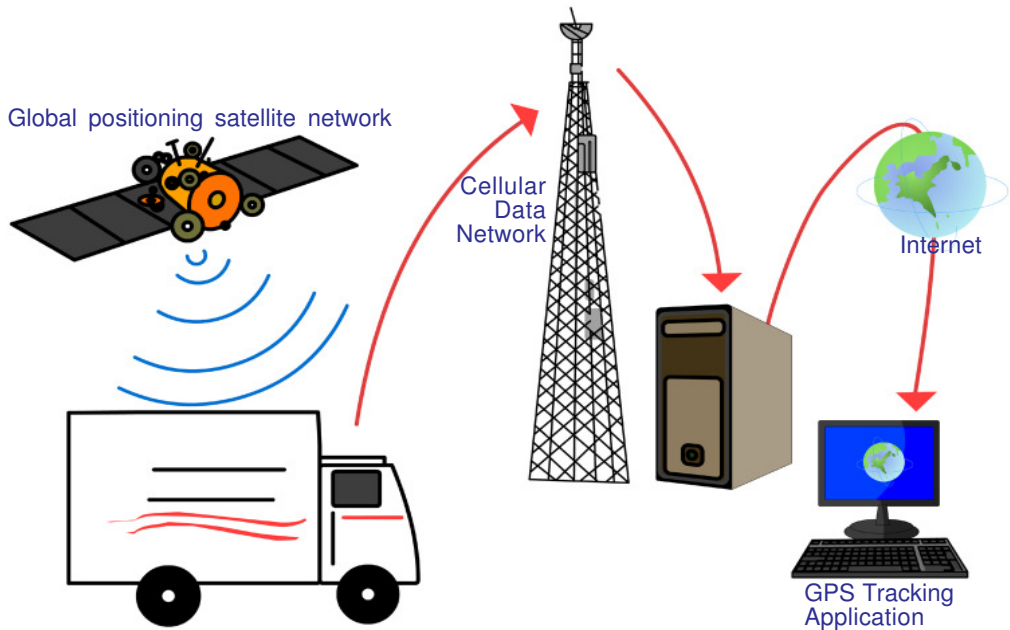 Global positioning satellite network
Cellular
Data
Network
Internet
GPS Tracking
Application